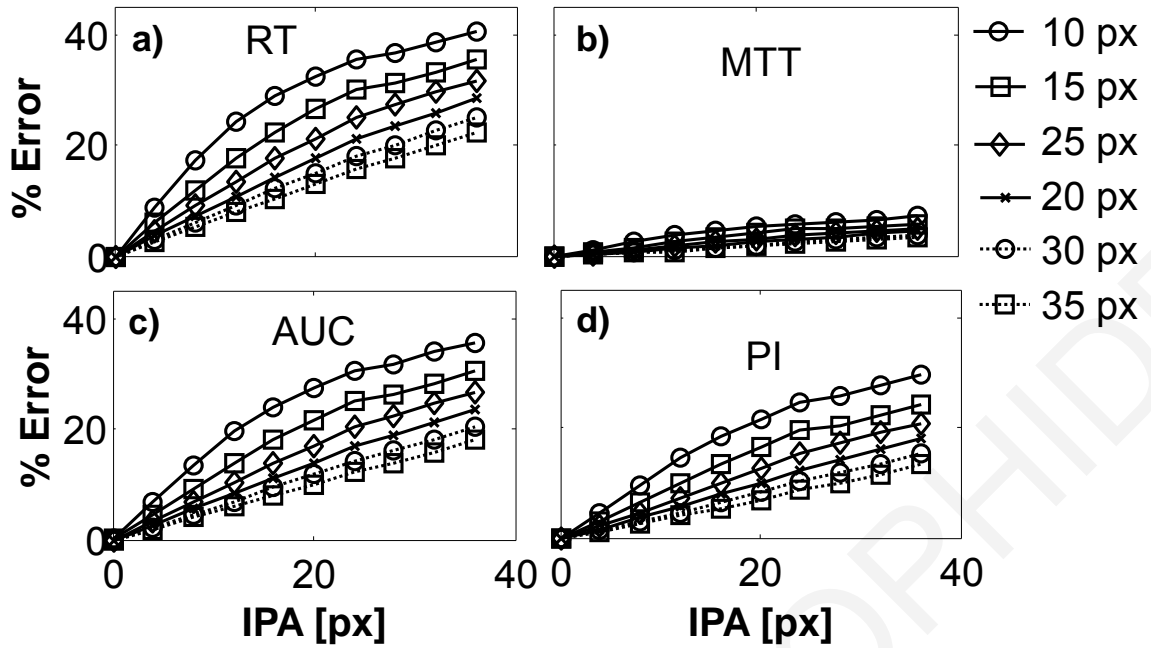 a) RT
b) MTT
40
20
0
% Error
c) AUC
d) PI
40
20
0
% Error
0 20 40
0 20 40
IPA [px]
IPA [px]
10 px
15 px
25 px
20 px
30 px
35 px
OPHID